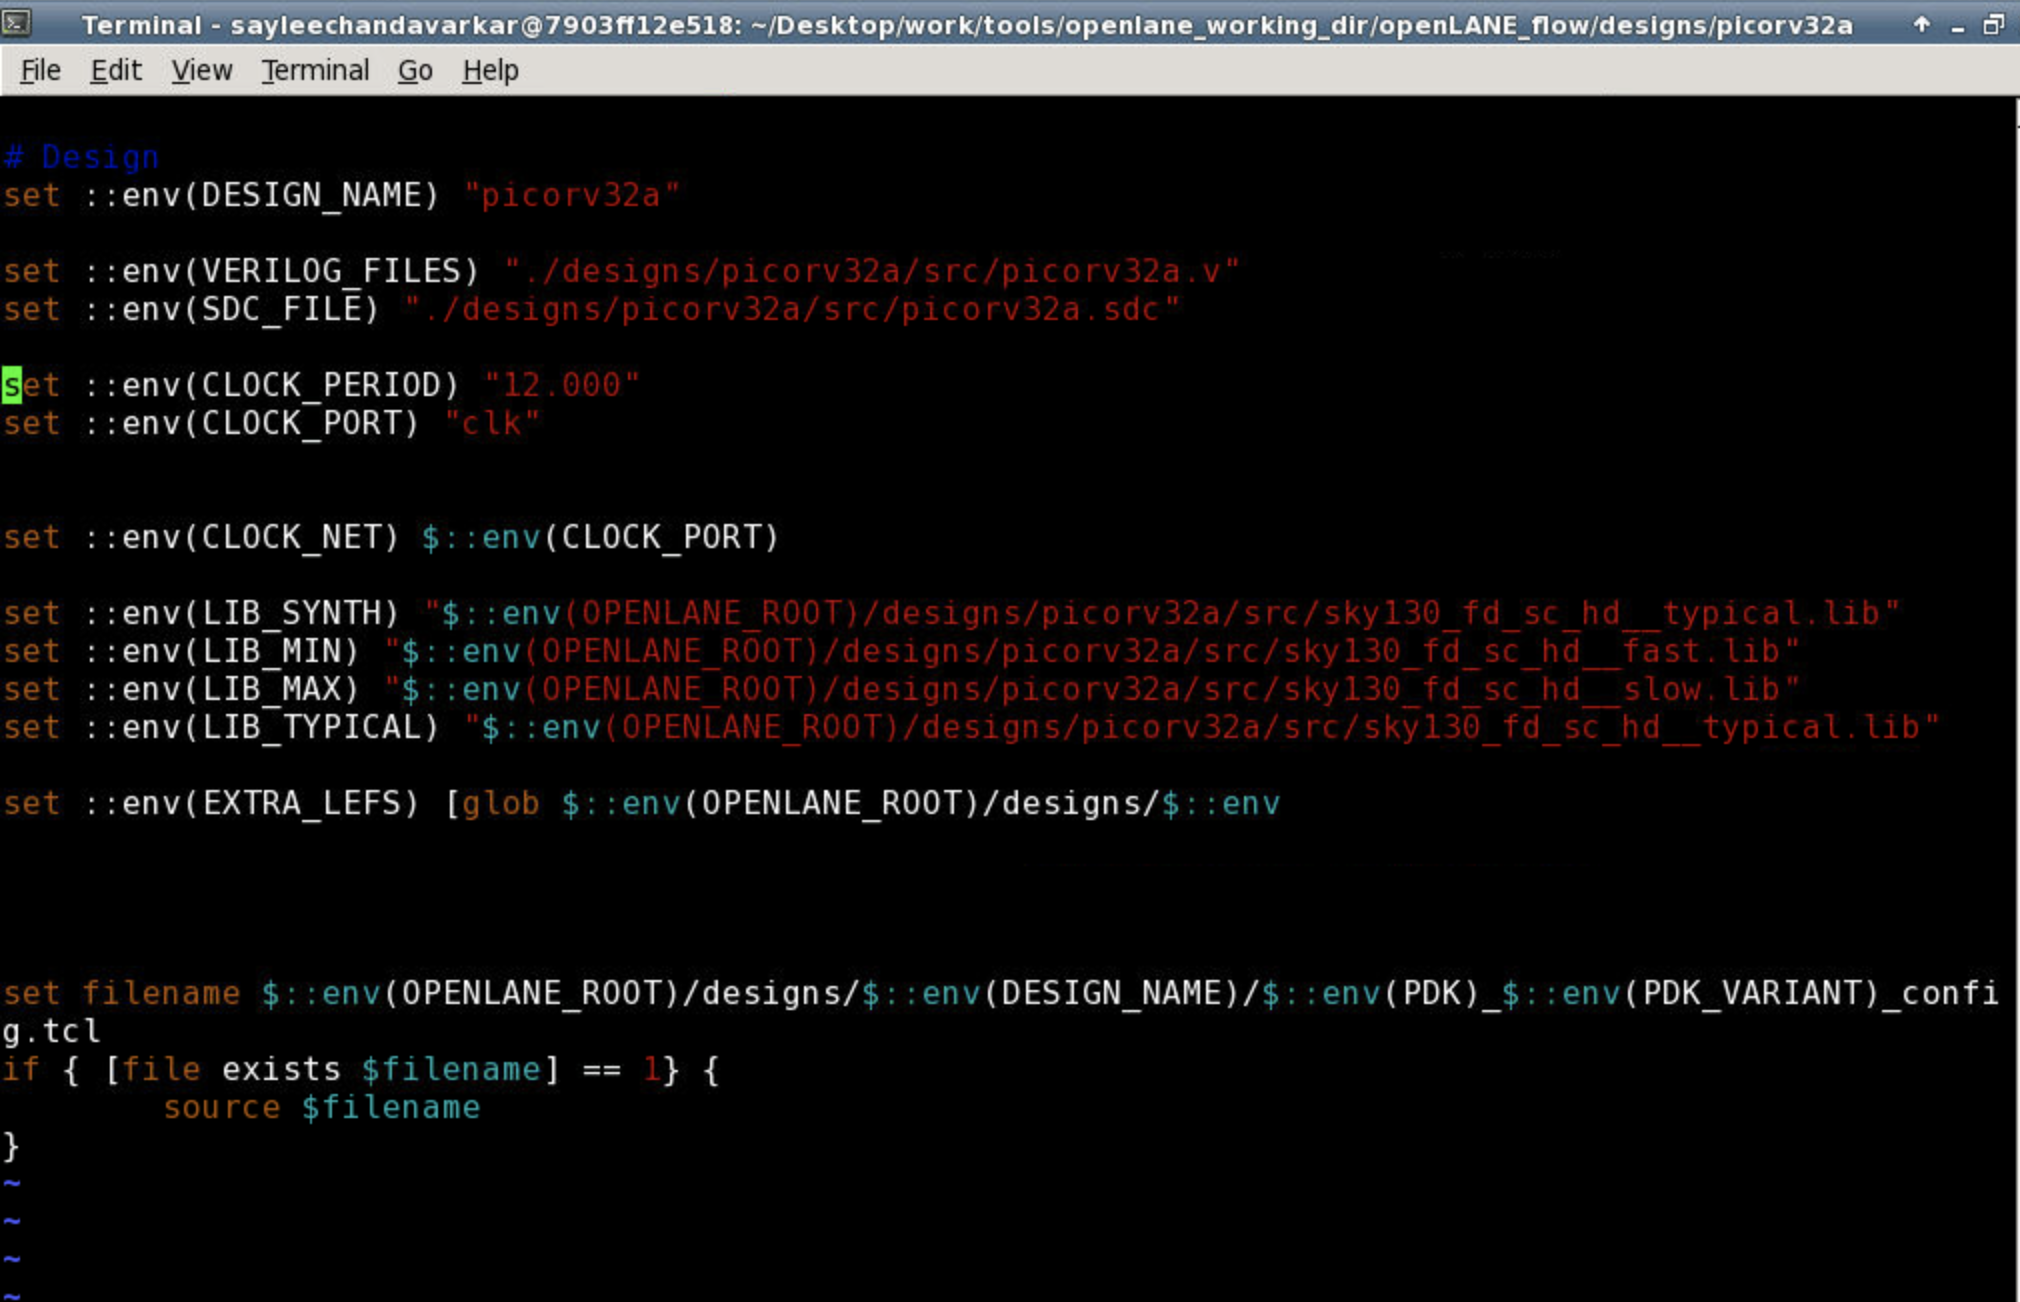 Terminal - sayleechandavarkar@7903ff12e518: ~/Desktop/work/tools/openlane_working_dir/openLANE_flow/designs/picorv32a
File Edit View Terminal Go Help
# Design
set ::env(DESIGN_NAME) "picorv32a"
set ::env(VERILOG_FILES) "./designs/picorv32a/src/picorv32a.v"
set ::env(SDC_FILE) "./designs/picorv32a/src/picorv32a.sdc"
set ::env(CLOCK_PERIOD) "12.000"
set ::env(CLOCK_PORT) "clk"
set ::env(CLOCK_NET) $::env(CLOCK_PORT)
set ::env(LIB_SYNTH) "$::env(OPENLANE_ROOT)/designs/picorv32a/src/sky130_fd_sc_hd__typical.lib"
set ::env(LIB_MIN) "$::env(OPENLANE_ROOT)/designs/picorv32a/src/sky130_fd_sc_hd__fast.lib"
set ::env(LIB_MAX) "$::env(OPENLANE_ROOT)/designs/picorv32a/src/sky130_fd_sc_hd__slow.lib"
set ::env(LIB_TYPICAL) "$::env(OPENLANE_ROOT)/designs/picorv32a/src/sky130_fd_sc_hd__typical.lib"
set ::env(EXTRA_LEFS) [glob $::env(OPENLANE_ROOT)/designs/$::env
set filename $::env(OPENLANE_ROOT)/designs/$::env(DESIGN_NAME)/$::env(PDK)_$::env(PDK_VARIANT)_confi
g.tcl
if { [file exists $filename] == 1} {
        source $filename
}
~
~
~
~